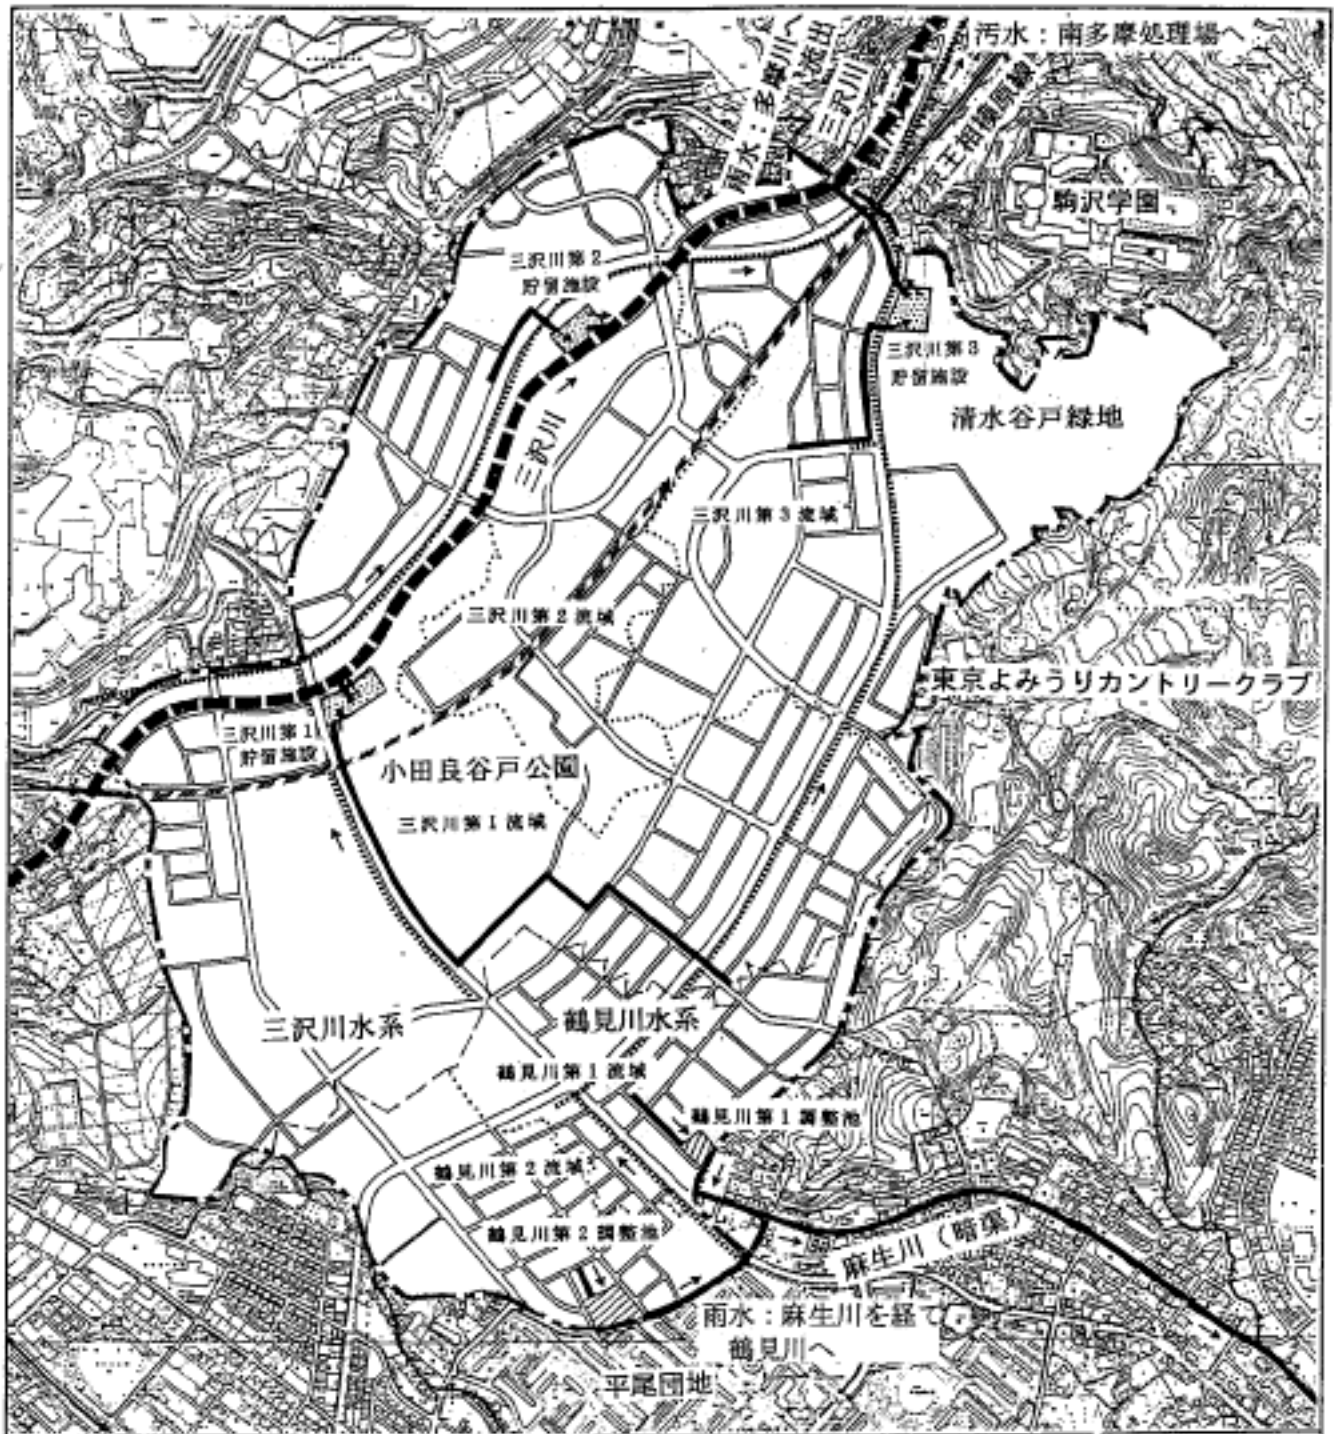 汚水：南多摩処理場へ
雨水：多摩川へ
流出
三沢川
京王相模原線
駒沢学園
三沢川第２
貯留施設
三沢川第３
貯留施設
清水谷戸緑地
三沢川
三沢川第３流域
三沢川第２流域
東京よみうりカントリークラブ
三沢川第１
貯留施設
小田良谷戸公園
三沢川第１流域
三沢川水系
鶴見川水系
鶴見川第１流域
鶴見川第１調整池
鶴見川第２流域
鶴見川第２調整池
麻生川（暗渠）
雨水：麻生川を経て
鶴見川へ
平尾団地